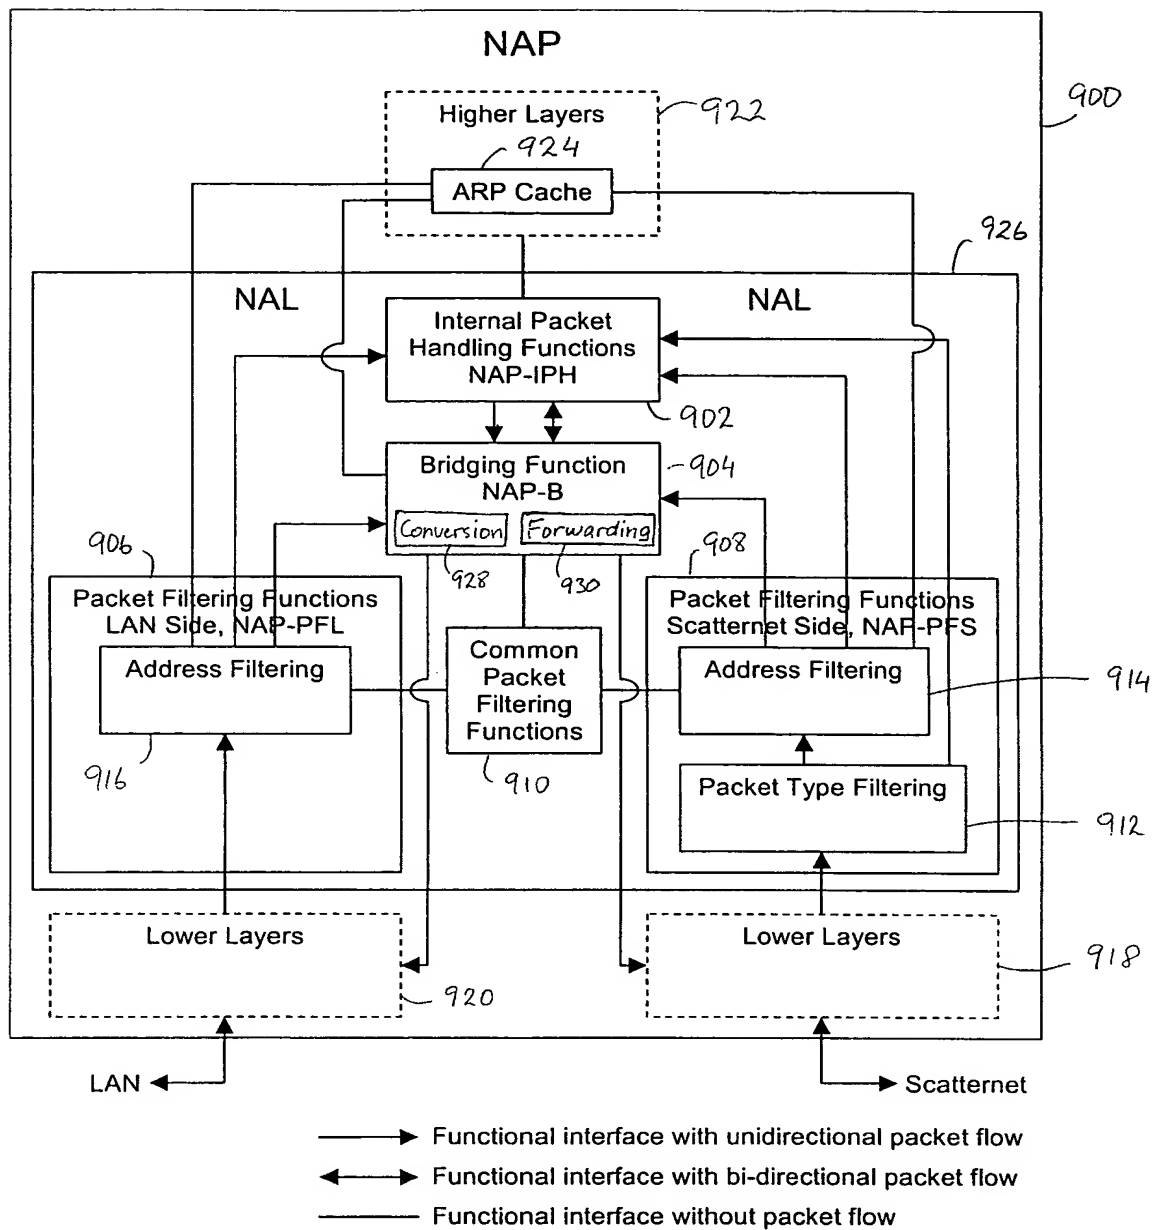 NAP
900
Higher Layers
922
924
ARP Cache
926
NAL
NAL
Internal Packet
Handling Functions
NAP-IPH
902
Bridging Function
NAP-B
904
Conversion
Forwarding
928
930
906
908
Packet Filtering Functions
LAN Side, NAP-PFL
Packet Filtering Functions
Scatternet Side, NAP-PFS
Address Filtering
Common
Packet
Filtering
Functions
Address Filtering
914
916
910
Packet Type Filtering
912
Lower Layers
Lower Layers
918
920
LAN
Scatternet
Functional interface with unidirectional packet flow
Functional interface with bi-directional packet flow
Functional interface without packet flow